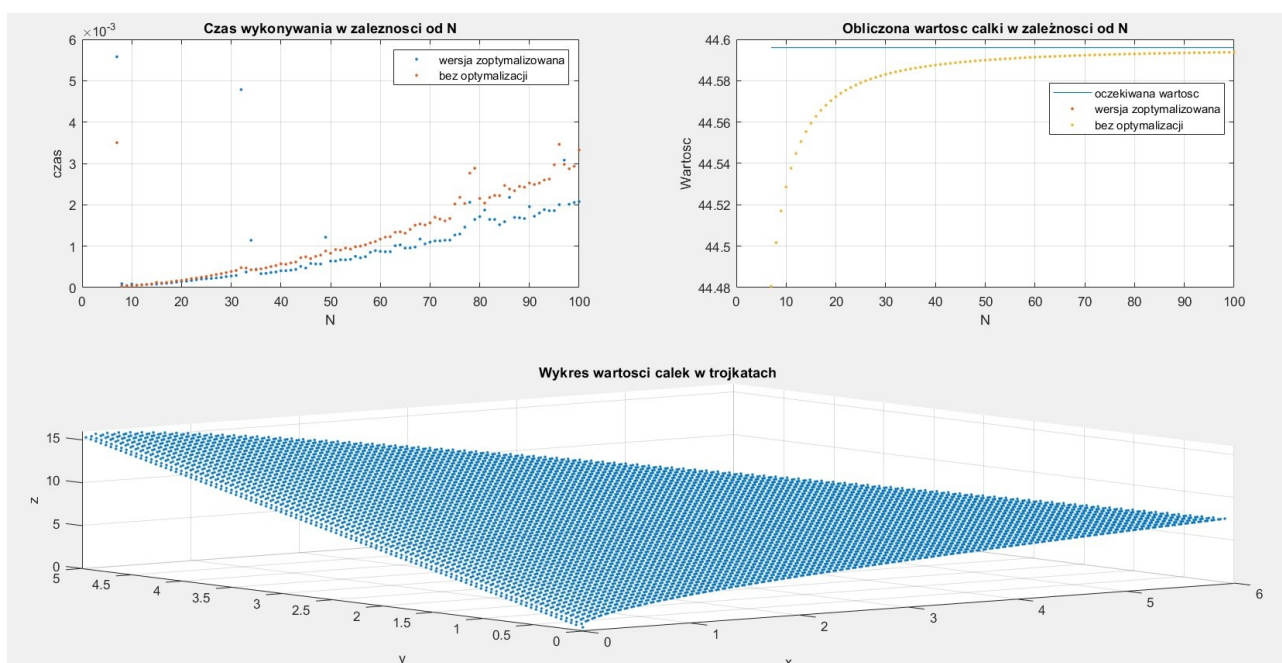 Czas wykonywania w zaleznosci od N
×10⁻³
6
5
4
3
2
1
0
czas
wersja zoptymalizowana
bez optymalizacji
0 10 20 30 40 50 60 70 80 90 100
N
Obliczona wartosc calki w zależnosci od N
44.6
44.58
44.56
44.54
44.52
44.5
44.48
Wartosc
oczekiwana wartosc
wersja zoptymalizowana
bez optymalizacji
0 10 20 30 40 50 60 70 80 90 100
N
Wykres wartosci calek w trojkatach
15
10
5
0
z
5 4.5 4 3.5 3 2.5 2 1.5 1 0.5 0
y
0 1 2 3 4 5 6
x